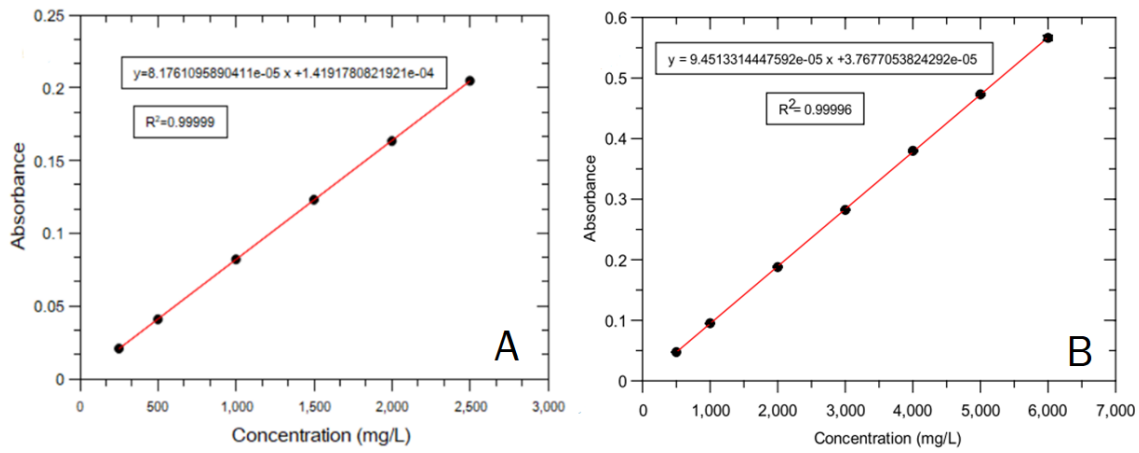 0.25
0.2
0.15
0.1
0.05
0
Absorbance
y=8.1761095890411e-05 x +1.4191780821921e-04
R²=0.99999
A
0
500
1,000
1,500
2,000
2,500
3,000
Concentration (mg/L)
0.6
0.5
0.4
0.3
0.2
0.1
0
Absorbance
y = 9.4513314447592e-05 x +3.7677053824292e-05
R²= 0.99996
B
0
1,000
2,000
3,000
4,000
5,000
6,000
7,000
Concentration (mg/L)